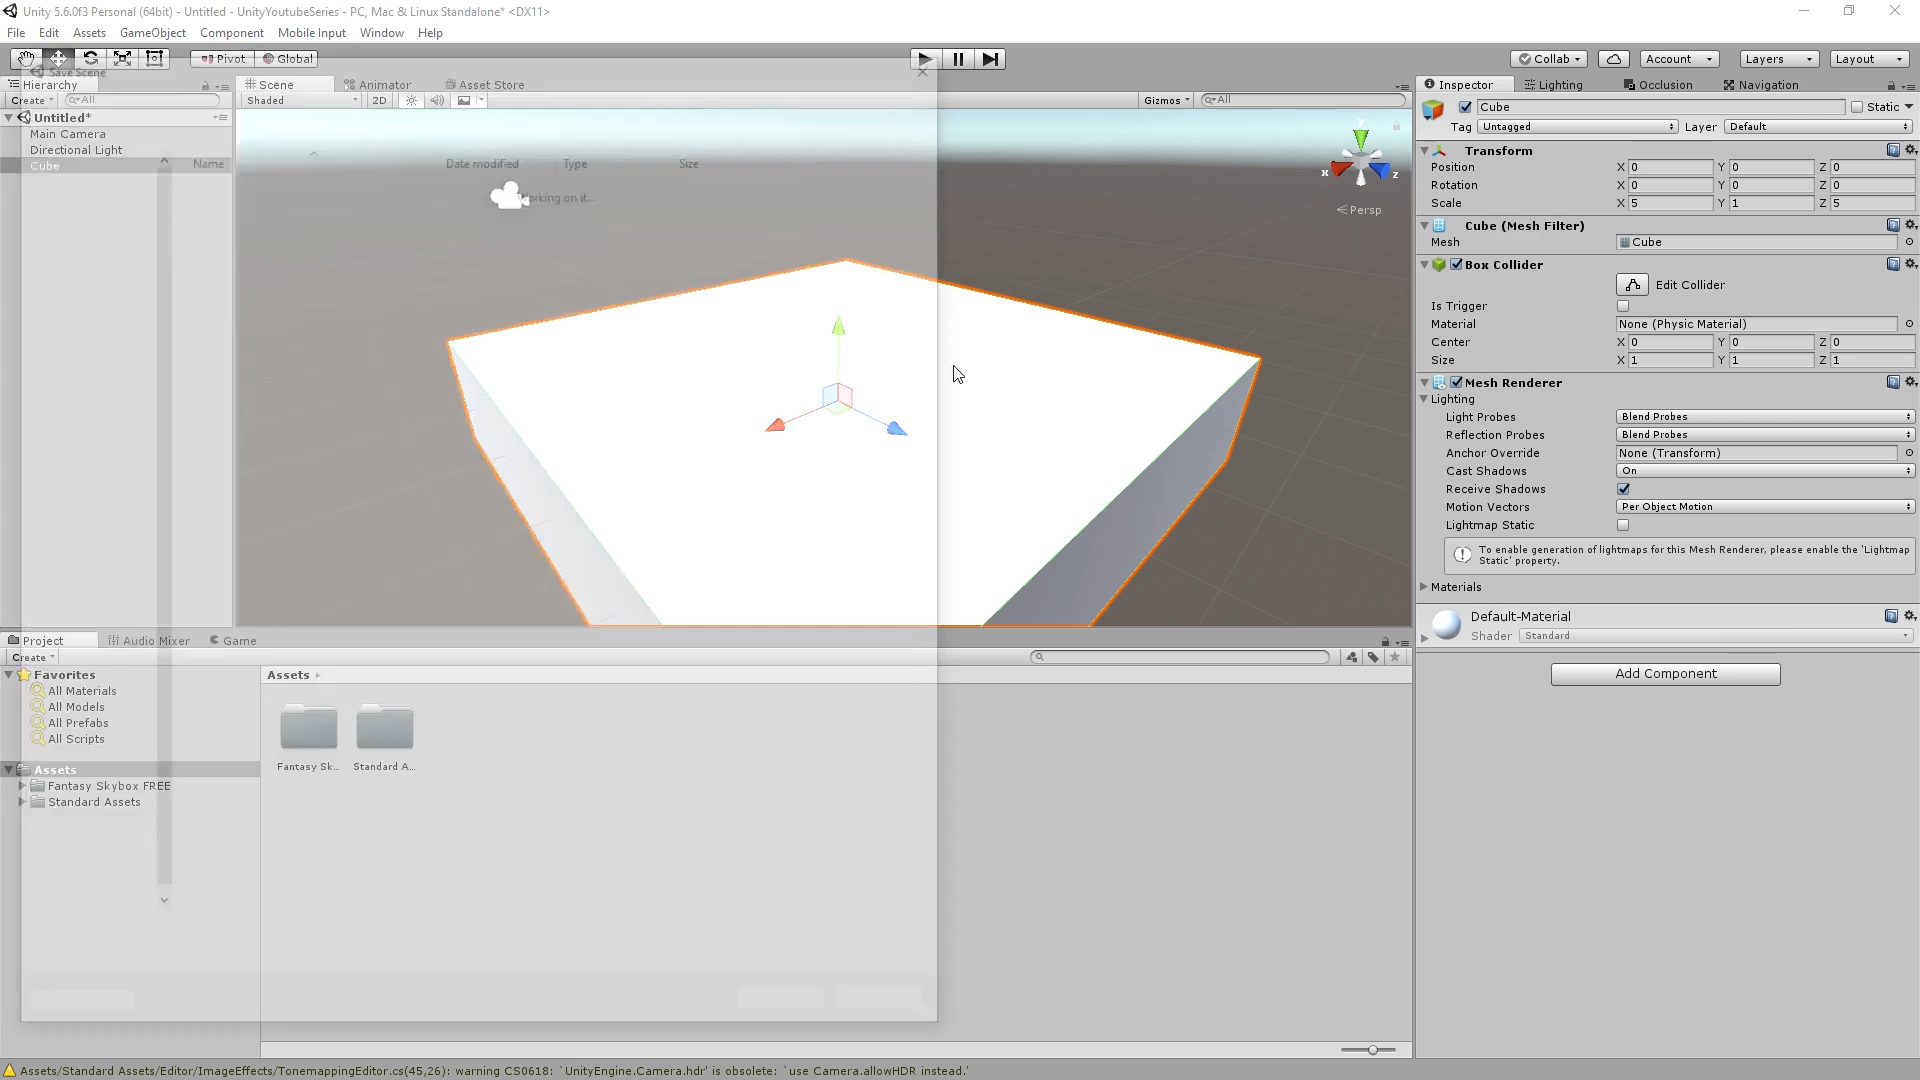 Unity 5.6.0f3 Personal (64bit) - Untitled - UnityYoutubeSeries - PC, Mac & Linux Standalone* <DX11>
File Edit Assets GameObject Component Mobile Input Window Help
Pivot Global Collab Account Layers Layout
Save Scene
Hierarchy
Create All
Untitled*
Main Camera
Directional Light
Cube
Name Date modified Type Size
Working on it...
Scene Animator Asset Store
Shaded 2D Gizmos All
y
x z
Persp
Inspector Lighting Occlusion Navigation
Cube Static
Tag Untagged Layer Default
Transform
Position X 0 Y 0 Z 0
Rotation X 0 Y 0 Z 0
Scale X 5 Y 1 Z 5
Cube (Mesh Filter)
Mesh Cube
Box Collider
Edit Collider
Is Trigger
Material None (Physic Material)
Center X 0 Y 0 Z 0
Size X 1 Y 1 Z 1
Mesh Renderer
Lighting
Light Probes Blend Probes
Reflection Probes Blend Probes
Anchor Override None (Transform)
Cast Shadows On
Receive Shadows
Motion Vectors Per Object Motion
Lightmap Static
To enable generation of lightmaps for this Mesh Renderer, please enable the 'Lightmap
Static' property.
Materials
Default-Material
Shader Standard
Add Component
Project Audio Mixer Game
Create
Favorites
All Materials
All Models
All Prefabs
All Scripts
Assets
Fantasy Skybox FREE
Standard Assets
Assets
Fantasy Sk... Standard A...
Assets/Standard Assets/Editor/ImageEffects/TonemappingEditor.cs(45,26): warning CS0618: `UnityEngine.Camera.hdr' is obsolete: `use Camera.allowHDR instead.'